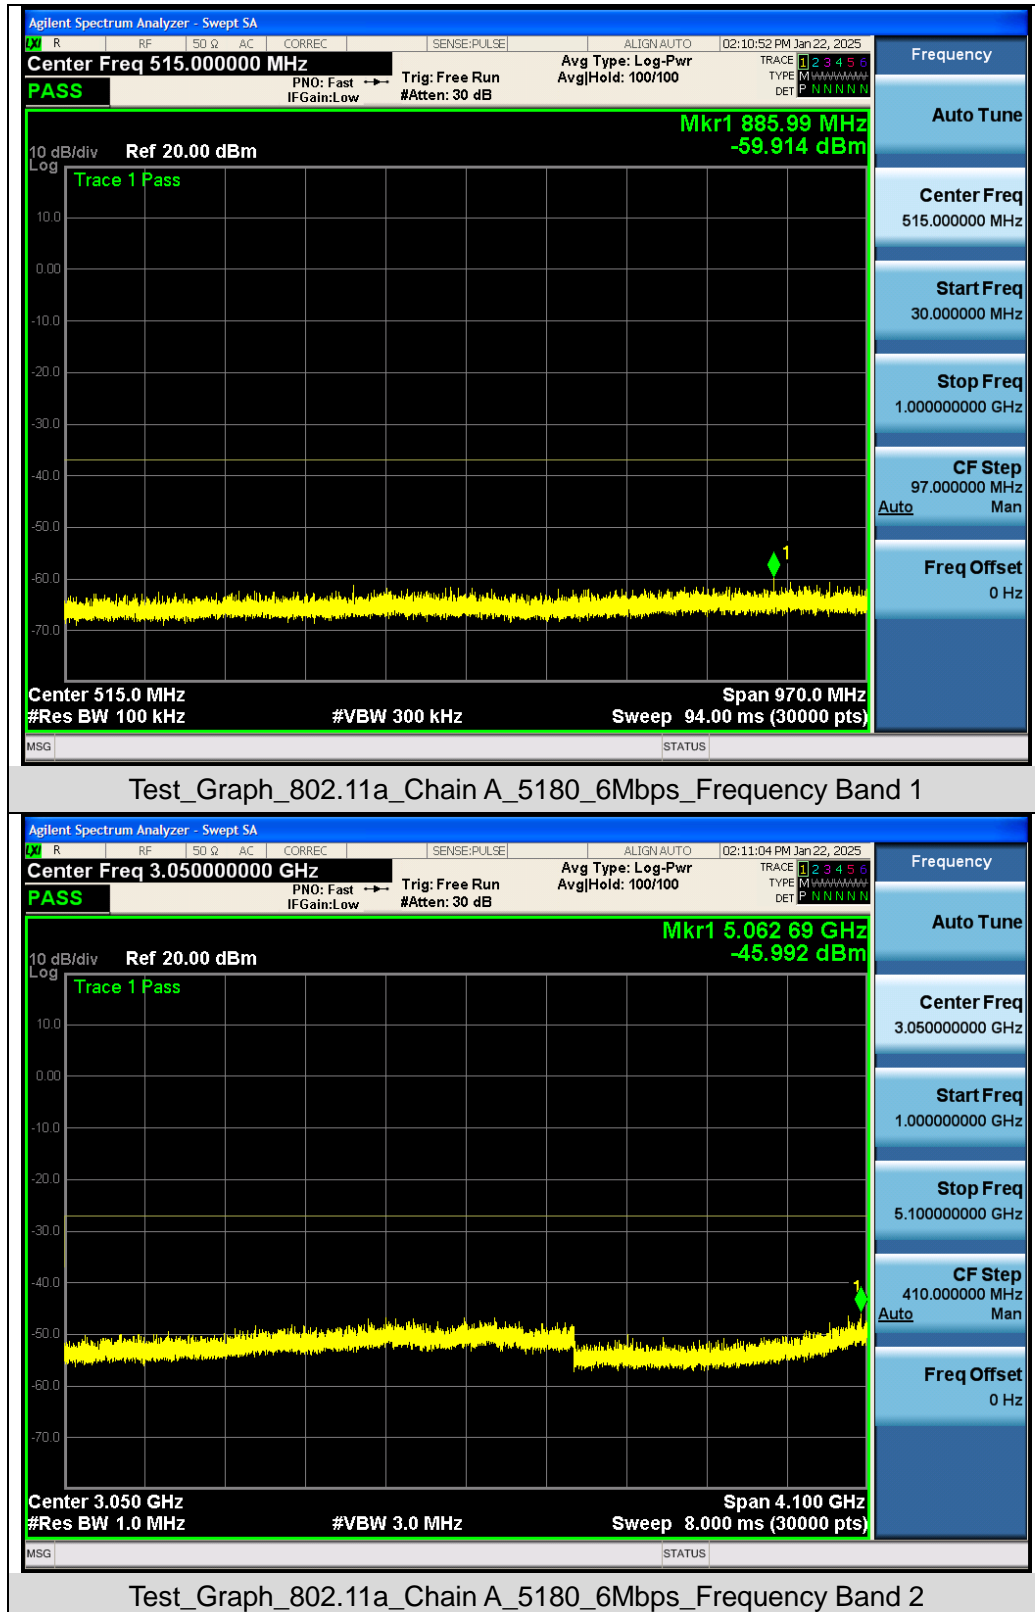 Agilent Spectrum Analyzer - Swept SA
LXI R RF 50 Ω AC CORREC SENSE:PULSE ALIGN AUTO 02:10:52 PM Jan 22, 2025
Center Freq 515.000000 MHz
PASS
PNO: Fast
IFGain:Low
Trig: Free Run
#Atten: 30 dB
Avg Type: Log-Pwr
Avg|Hold: 100/100
TRACE 1 2 3 4 5 6
TYPE M WWWWW
DET P N N N N N
Mkr1 885.99 MHz
-59.914 dBm
10 dB/div Ref 20.00 dBm
Log
Trace 1 Pass
10.0
0.00
-10.0
-20.0
-30.0
-40.0
-50.0
-60.0
-70.0
1
Center 515.0 MHz Span 970.0 MHz
#Res BW 100 kHz #VBW 300 kHz Sweep 94.00 ms (30000 pts)
MSG STATUS
Frequency
Auto Tune
Center Freq
515.000000 MHz
Start Freq
30.000000 MHz
Stop Freq
1.000000000 GHz
CF Step
97.000000 MHz
Auto Man
Freq Offset
0 Hz
Test_Graph_802.11a_Chain A_5180_6Mbps_Frequency Band 1
Agilent Spectrum Analyzer - Swept SA
LXI R RF 50 Ω AC CORREC SENSE:PULSE ALIGN AUTO 02:11:04 PM Jan 22, 2025
Center Freq 3.050000000 GHz
PASS
PNO: Fast
IFGain:Low
Trig: Free Run
#Atten: 30 dB
Avg Type: Log-Pwr
Avg|Hold: 100/100
TRACE 1 2 3 4 5 6
TYPE M WWWWW
DET P N N N N N
Mkr1 5.062 69 GHz
-45.992 dBm
10 dB/div Ref 20.00 dBm
Log
Trace 1 Pass
10.0
0.00
-10.0
-20.0
-30.0
-40.0
-50.0
-60.0
-70.0
1
Center 3.050 GHz Span 4.100 GHz
#Res BW 1.0 MHz #VBW 3.0 MHz Sweep 8.000 ms (30000 pts)
MSG STATUS
Frequency
Auto Tune
Center Freq
3.050000000 GHz
Start Freq
1.000000000 GHz
Stop Freq
5.100000000 GHz
CF Step
410.000000 MHz
Auto Man
Freq Offset
0 Hz
Test_Graph_802.11a_Chain A_5180_6Mbps_Frequency Band 2